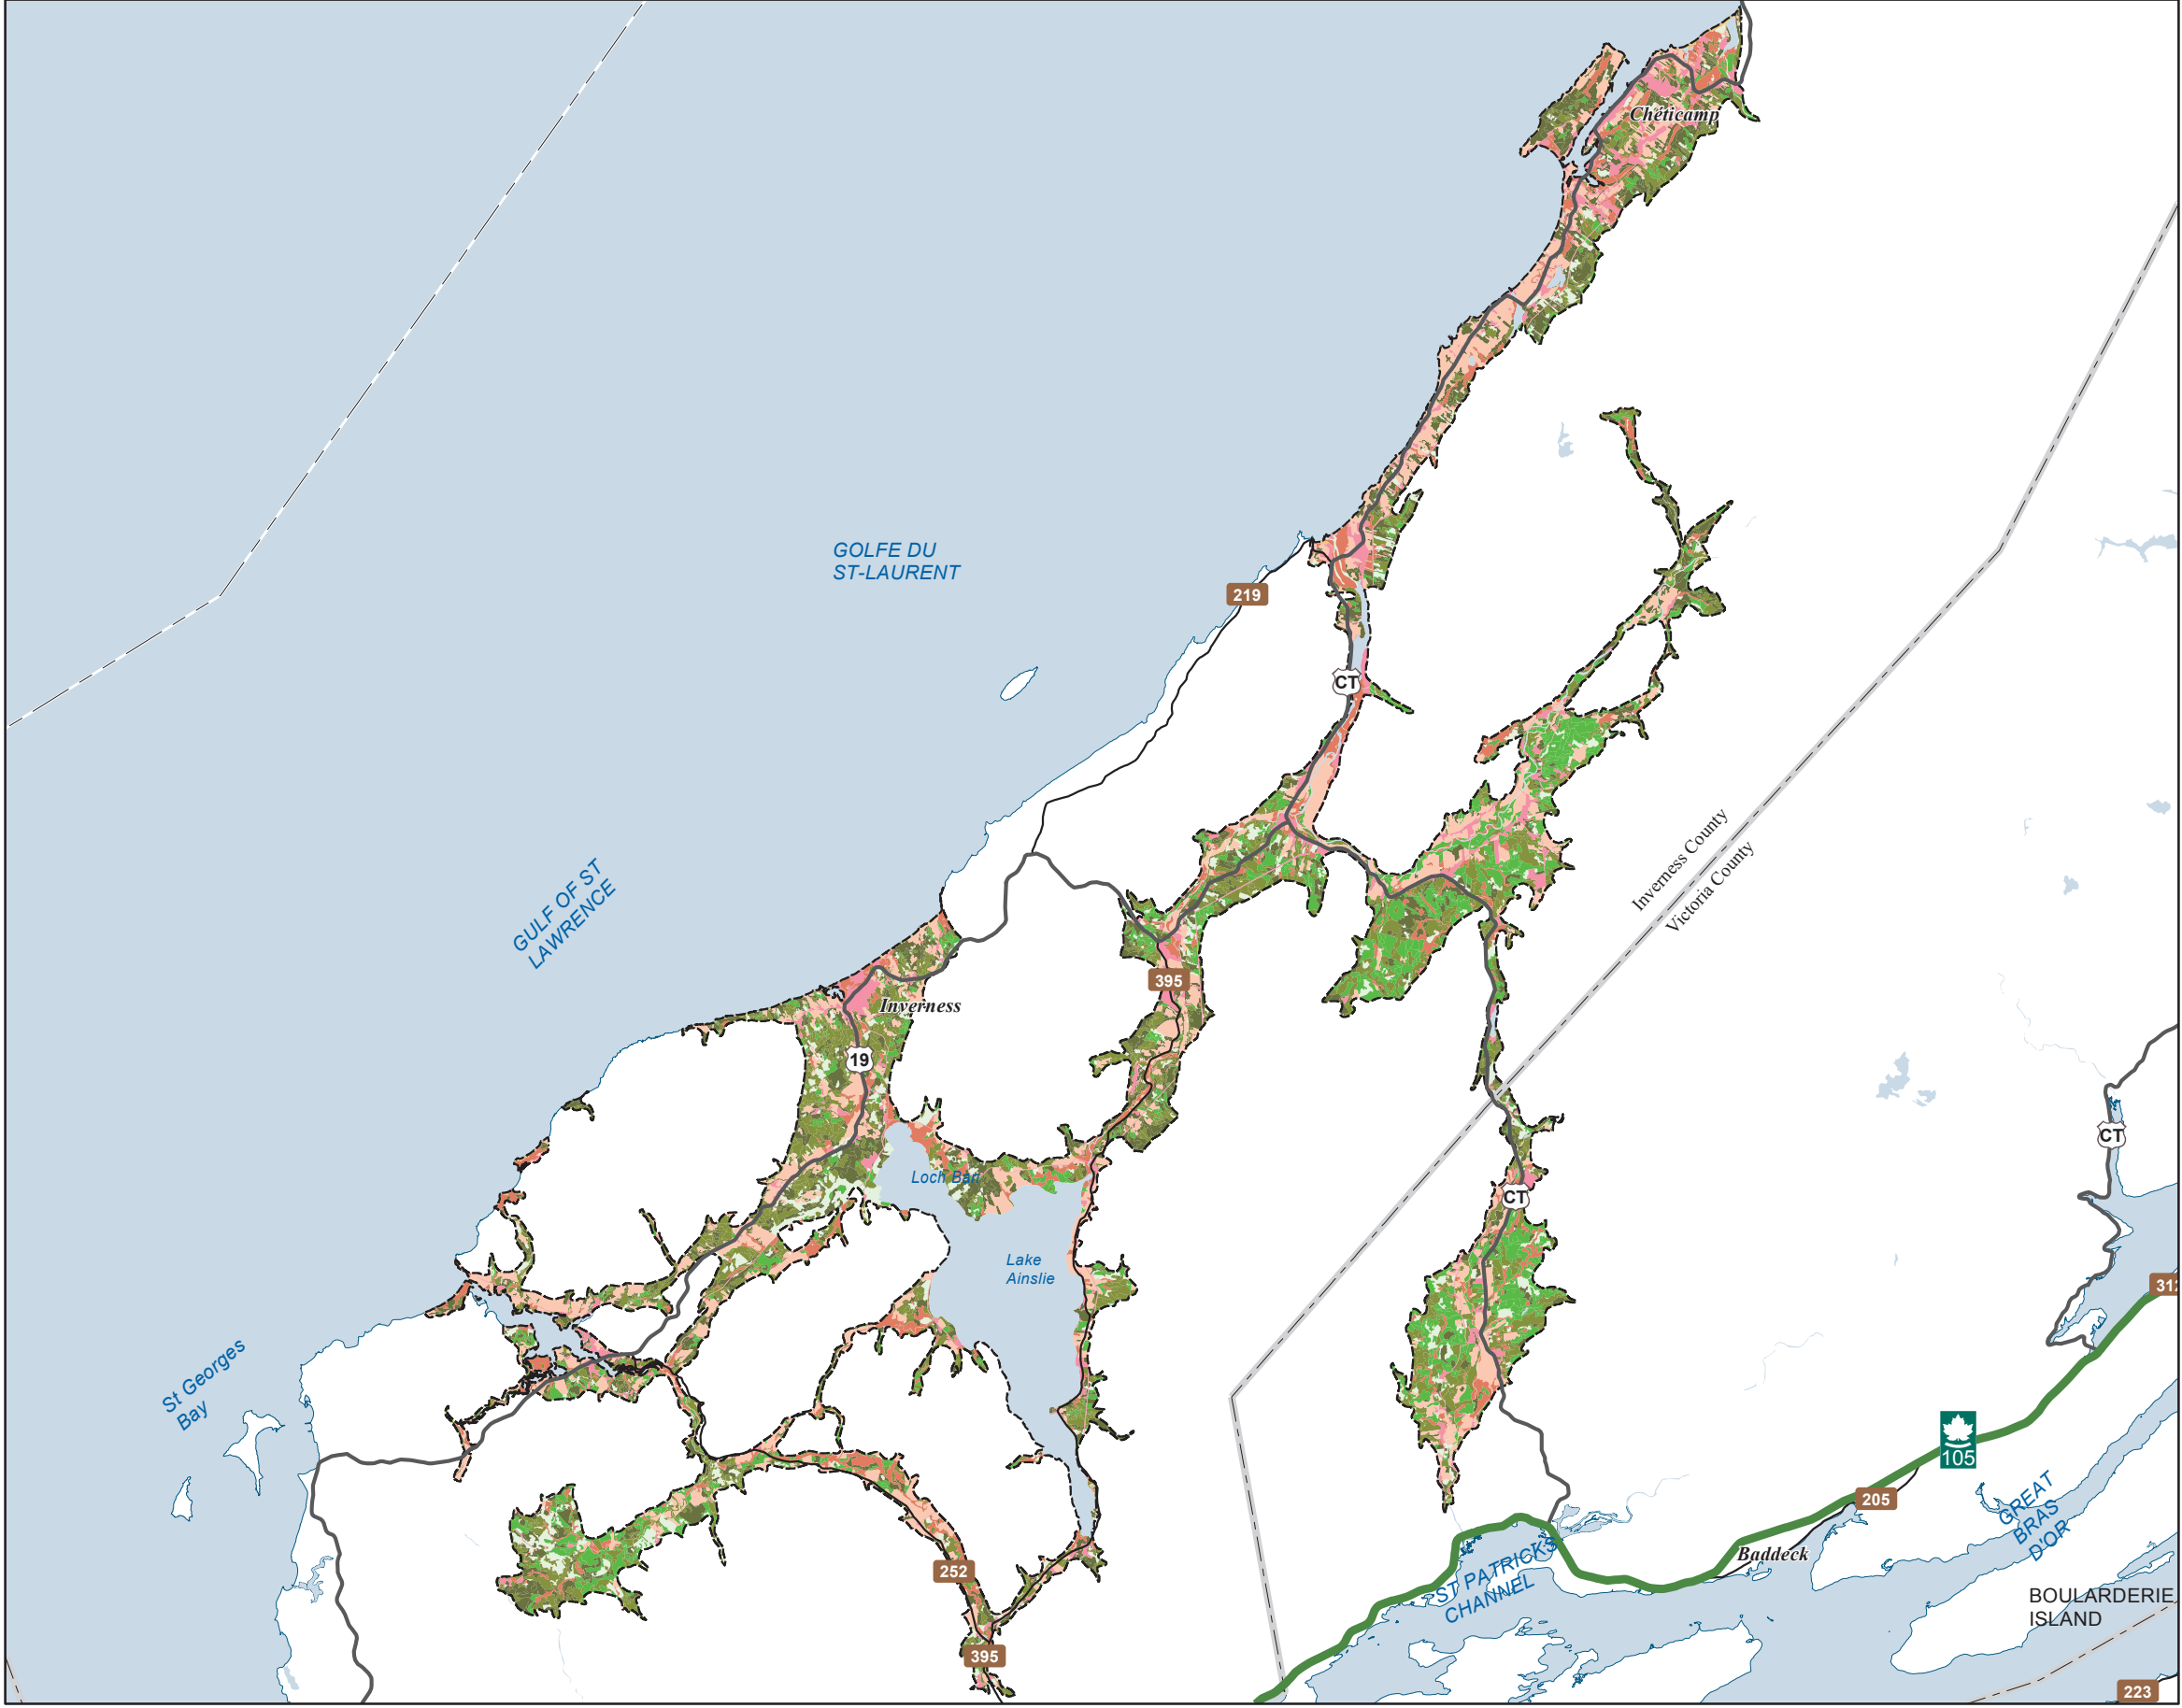 Chéticamp
GOLFE DU
ST-LAURENT
219
CT
Inverness County
Victoria County
GULF OF ST
LAWRENCE
395
Inverness
19
Loch Ban
CT
CT
Lake
Ainslie
312
St Georges
Bay
105
205
GREAT
BRAS
D'OR
Baddeck
252
ST PATRICKS
CHANNEL
BOULARDERIE
ISLAND
395
223